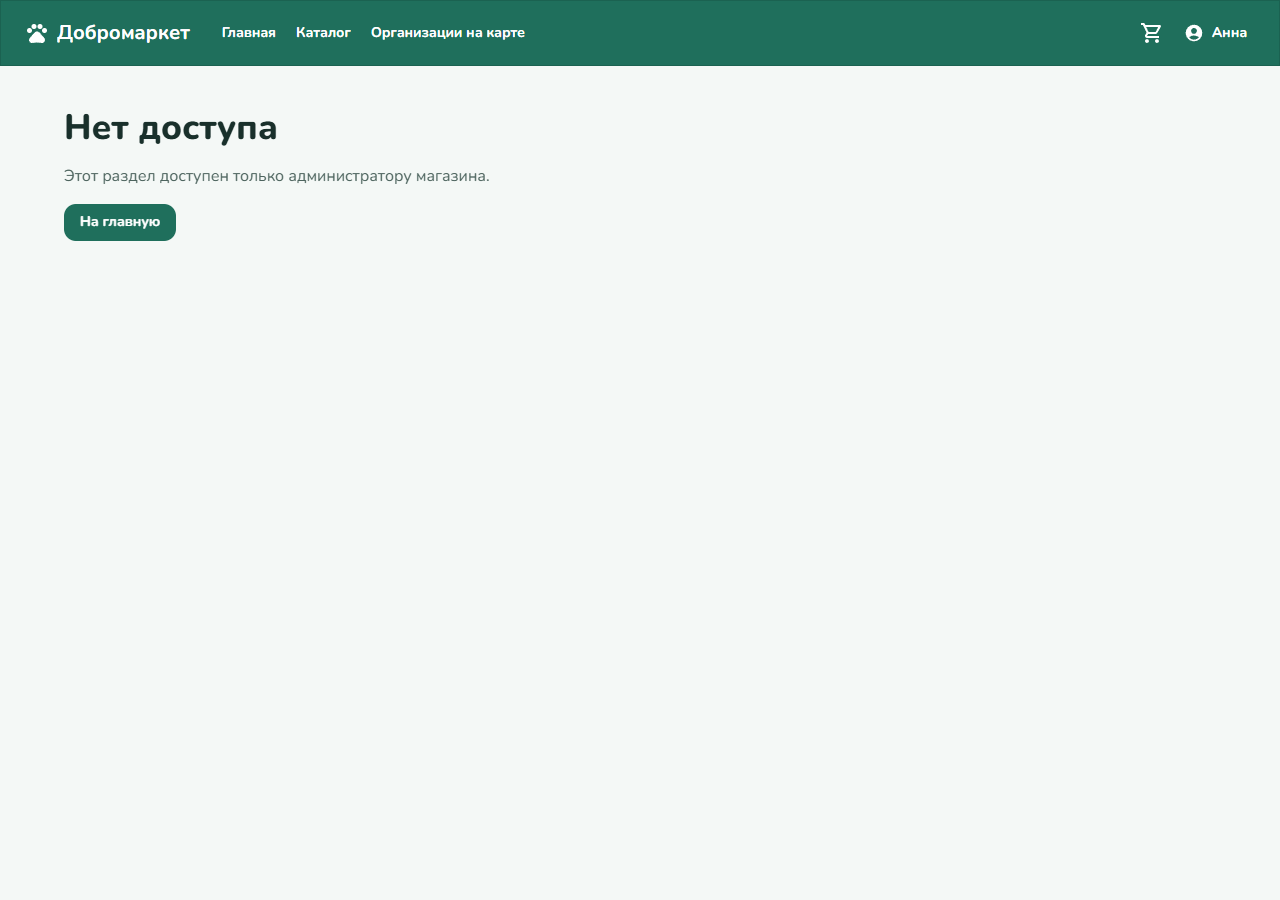 Добромаркет
Главная
Каталог
Организации на карте
Анна
Нет доступа
Этот раздел доступен только администратору магазина.
На главную